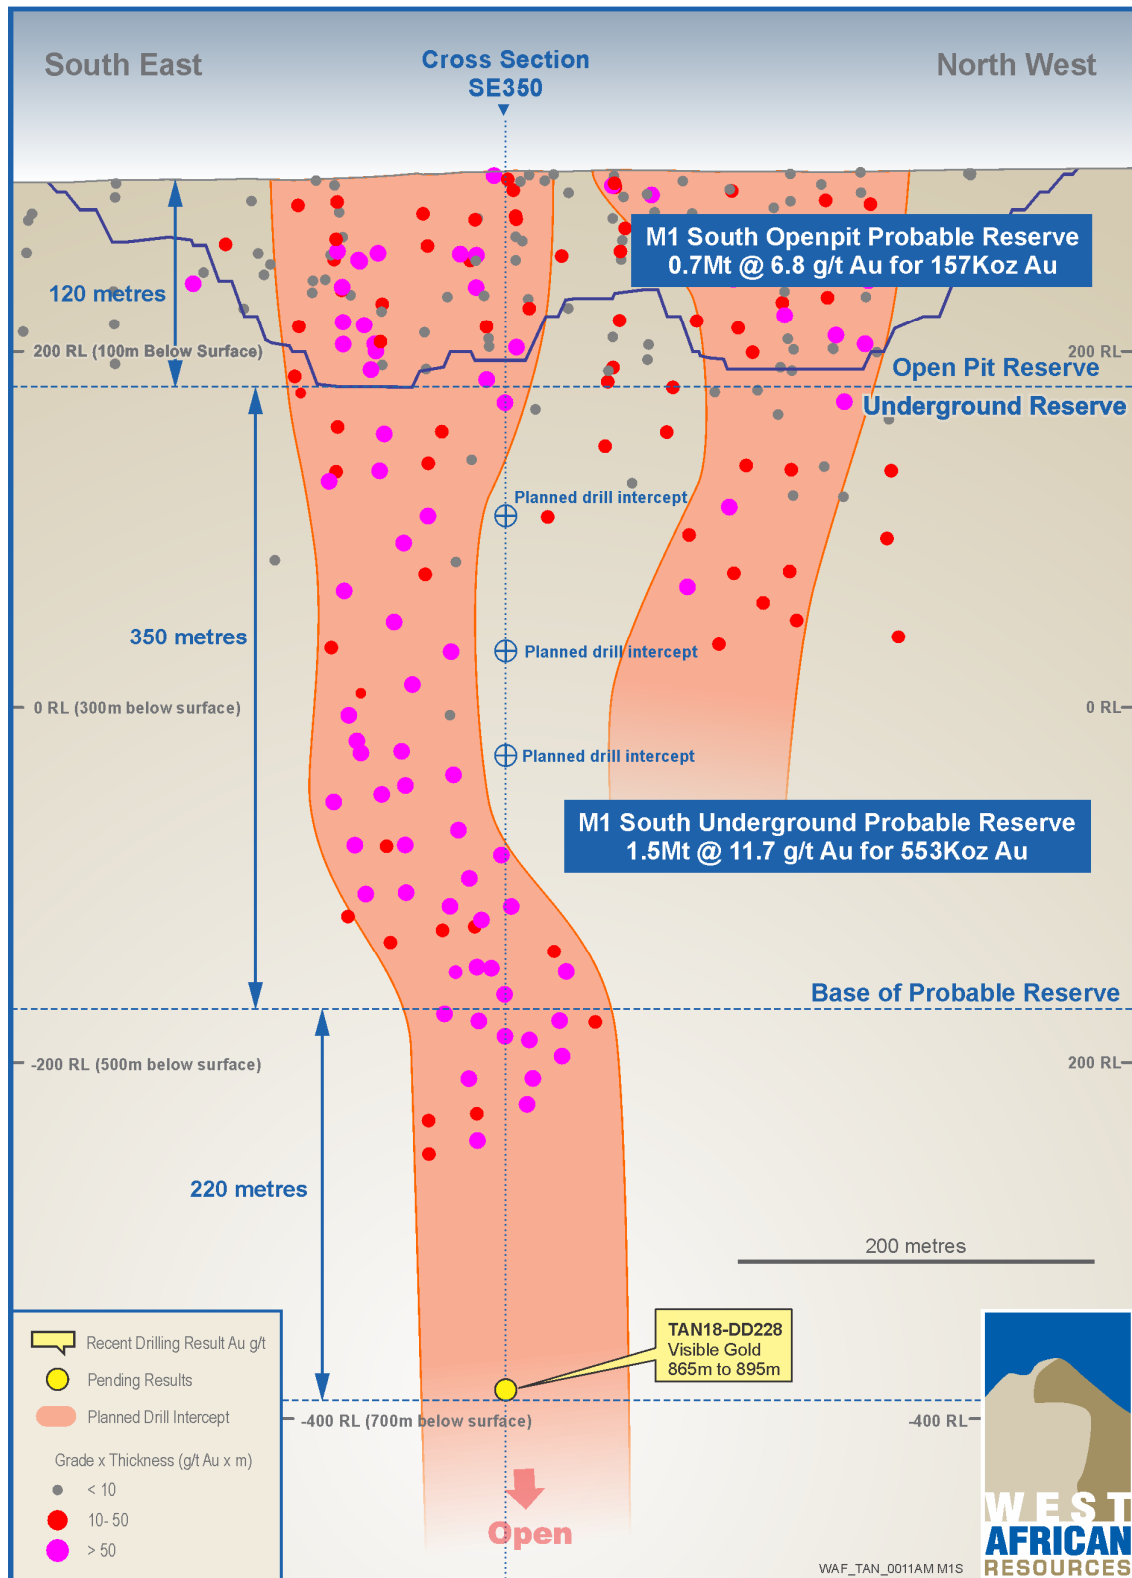 South East
Cross Section
SE350
North West
M1 South Openpit Probable Reserve
0.7Mt @ 6.8 g/t Au for 157Koz Au
120 metres
200 RL (100m Below Surface)
200 RL
Open Pit Reserve
Underground Reserve
Planned drill intercept
350 metres
Planned drill intercept
0 RL (300m below surface)
0 RL
Planned drill intercept
M1 South Underground Probable Reserve
1.5Mt @ 11.7 g/t Au for 553Koz Au
Base of Probable Reserve
-200 RL (500m below surface)
200 RL
220 metres
200 metres
TAN18-DD228
Visible Gold
865m to 895m
Recent Drilling Result Au g/t
Pending Results
Planned Drill Intercept
-400 RL (700m below surface)
-400 RL
Grade x Thickness (g/t Au x m)
< 10
10- 50
> 50
Open
WEST
AFRICAN
RESOURCES
WAF_TAN_0011AM M1S